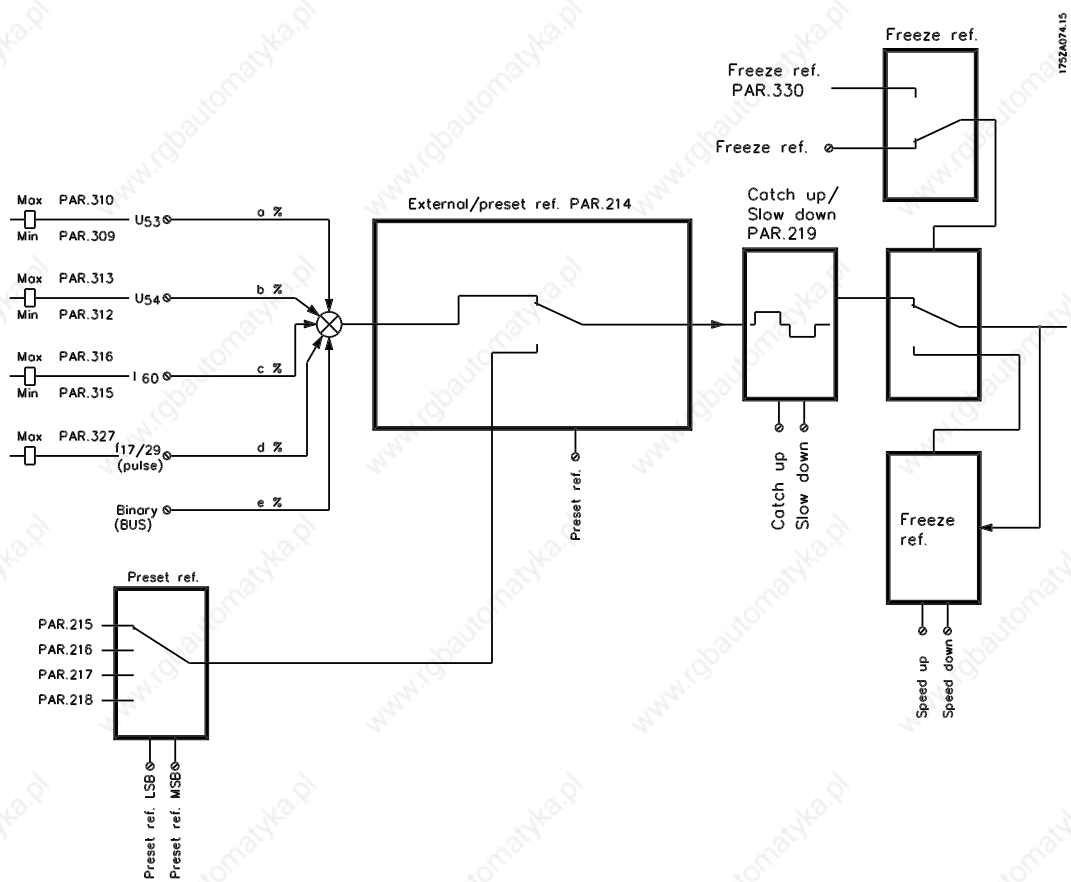 Freeze ref.
175ZA074.15
Freeze ref.
PAR.330
Freeze ref.
Max PAR.310
U53
a %
Min PAR.309
External/preset ref. PAR.214
Catch up/
Slow down
PAR.219
Max PAR.313
U54
b %
Min PAR.312
Max PAR.316
I 60
c %
Min PAR.315
Max PAR.327
f17/29
(pulse)
d %
Binary
(BUS)
e %
Preset ref.
Catch up
Slow down
Freeze
ref.
Speed up
Speed down
Preset ref.
PAR.215
PAR.216
PAR.217
PAR.218
Preset ref. LSB
Preset ref. MSB
www.rgbautomatyka.pl